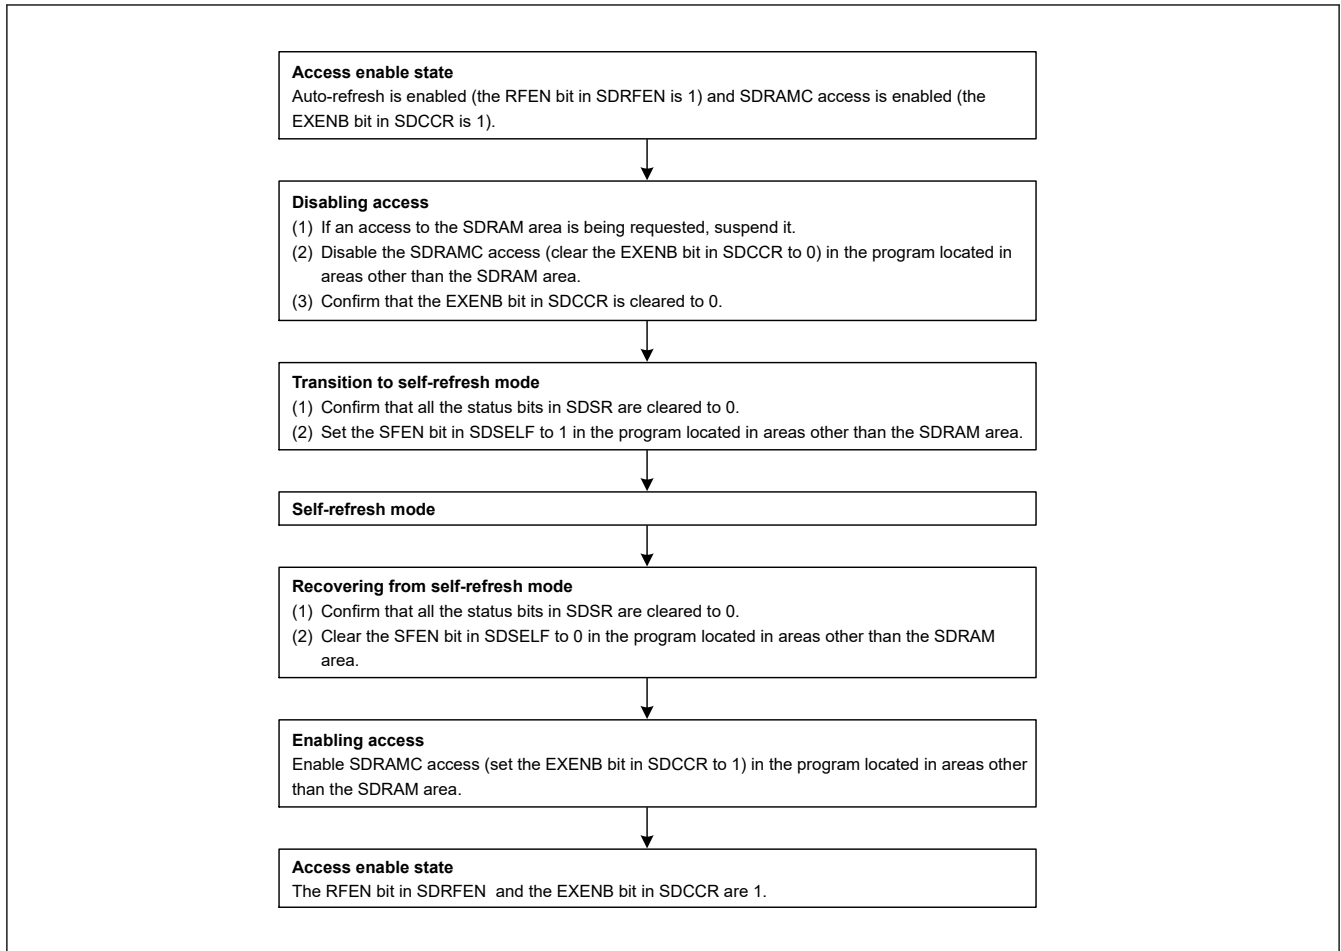 Access enable state
Auto-refresh is enabled (the RFEN bit in SDRFEN is 1) and SDRAMC access is enabled (the
EXENB bit in SDCCR is 1).
Disabling access
(1) If an access to the SDRAM area is being requested, suspend it.
(2) Disable the SDRAMC access (clear the EXENB bit in SDCCR to 0) in the program located in
areas other than the SDRAM area.
(3) Confirm that the EXENB bit in SDCCR is cleared to 0.
Transition to self-refresh mode
(1) Confirm that all the status bits in SDSR are cleared to 0.
(2) Set the SFEN bit in SDSELF to 1 in the program located in areas other than the SDRAM area.
Self-refresh mode
Recovering from self-refresh mode
(1) Confirm that all the status bits in SDSR are cleared to 0.
(2) Clear the SFEN bit in SDSELF to 0 in the program located in areas other than the SDRAM
area.
Enabling access
Enable SDRAMC access (set the EXENB bit in SDCCR to 1) in the program located in areas other
than the SDRAM area.
Access enable state
The RFEN bit in SDRFEN and the EXENB bit in SDCCR are 1.